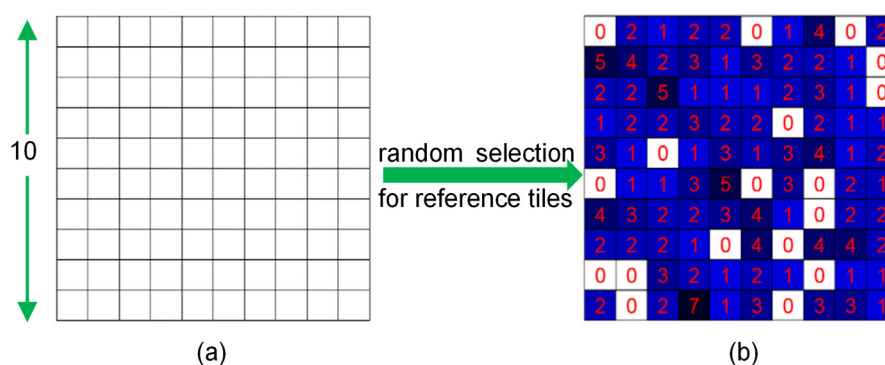 10
random selection
for reference tiles
0 2 1 2 2 0 1 4 0 2
5 4 2 3 1 3 2 2 1 0
2 2 5 1 1 1 2 3 1 0
1 2 2 3 2 2 0 2 1 1
3 1 0 1 3 1 3 4 1 2
0 1 1 3 5 0 3 0 2 1
4 3 2 2 3 4 1 0 2 2
2 2 2 1 0 4 0 4 4 2
0 0 3 2 1 2 1 0 1 1
2 0 2 7 1 3 0 3 3 1
(a)
(b)